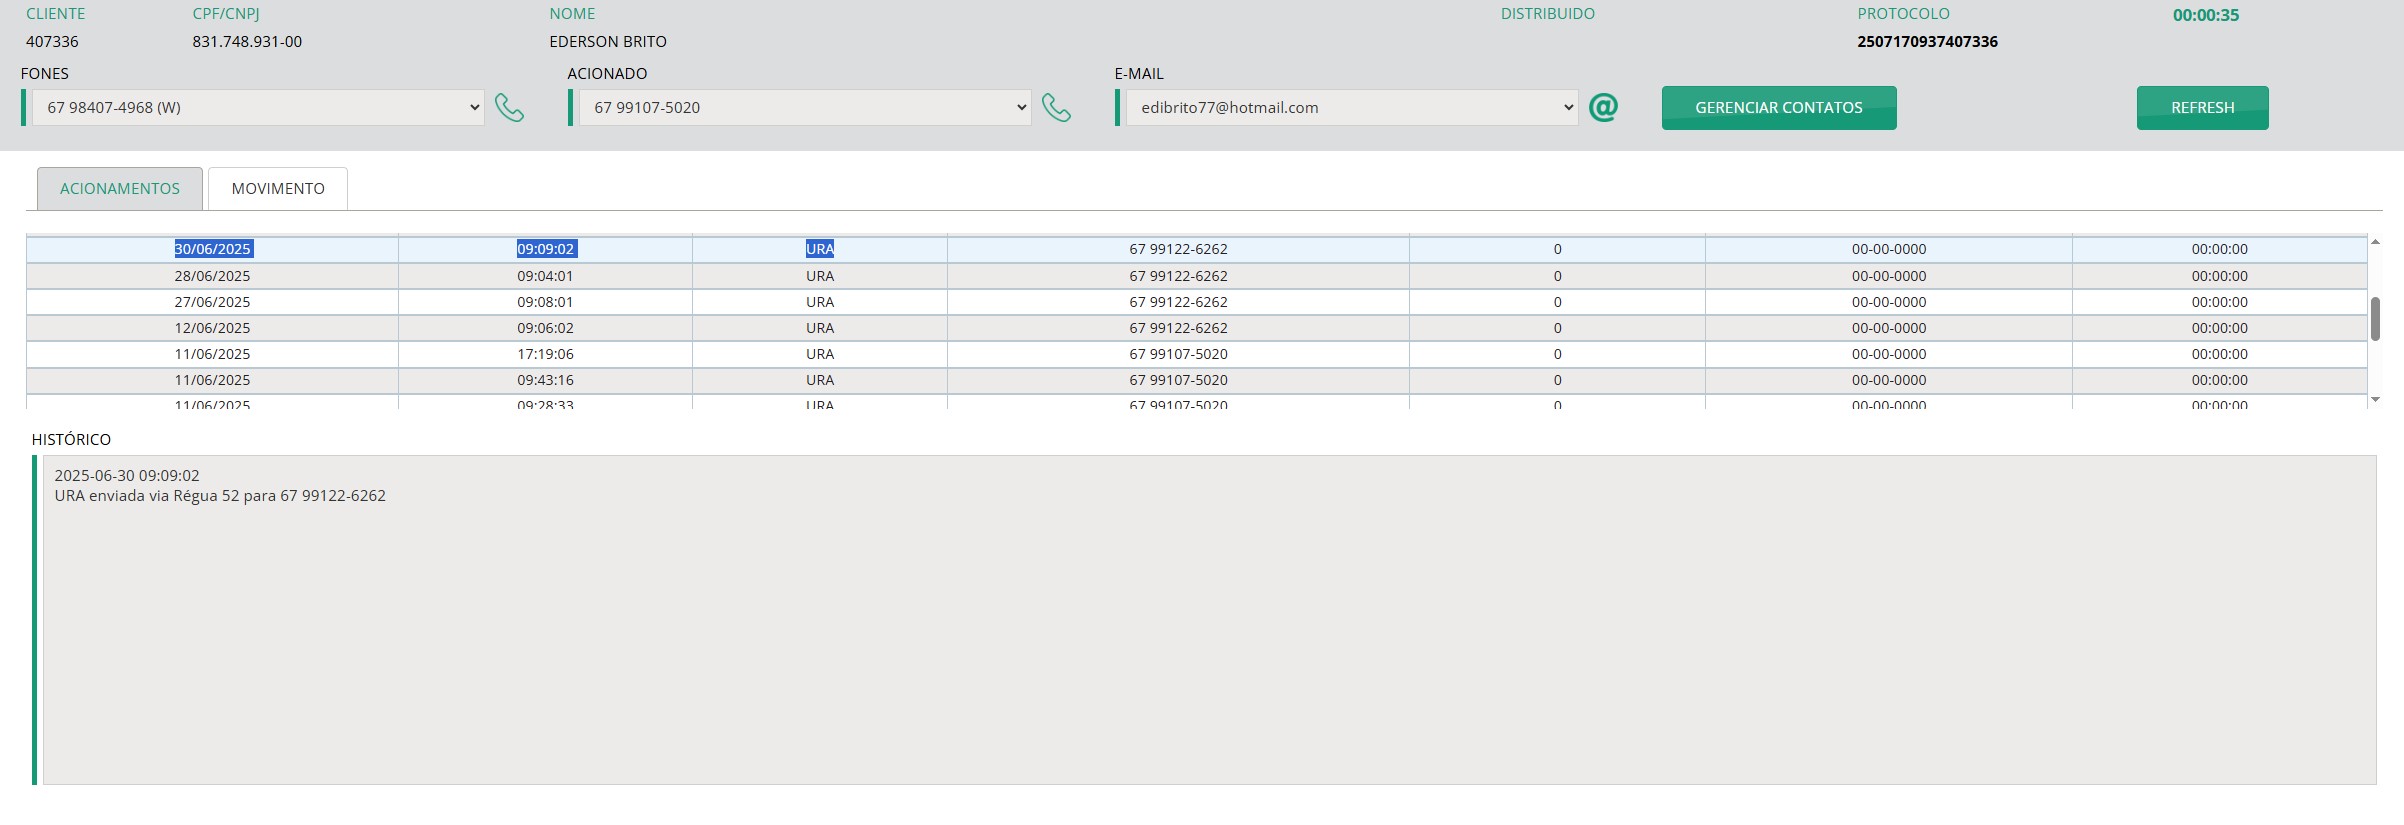 CLIENTE CPF/CNPJ NOME DISTRIBUIDO PROTOCOLO 00:00:35
407336 831.748.931-00 EDERSON BRITO 2507170937407336
FONES ACIONADO E-MAIL
67 98407-4968 (W) 67 99107-5020 edibrito77@hotmail.com @ GERENCIAR CONTATOS REFRESH
ACIONAMENTOS MOVIMENTO
30/06/2025 09:09:02 URA 67 99122-6262 0 00-00-0000 00:00:00
28/06/2025 09:04:01 URA 67 99122-6262 0 00-00-0000 00:00:00
27/06/2025 09:08:01 URA 67 99122-6262 0 00-00-0000 00:00:00
12/06/2025 09:06:02 URA 67 99122-6262 0 00-00-0000 00:00:00
11/06/2025 17:19:06 URA 67 99107-5020 0 00-00-0000 00:00:00
11/06/2025 09:43:16 URA 67 99107-5020 0 00-00-0000 00:00:00
11/06/2025 09:28:33 URA 67 99107-5020 0 00-00-0000 00:00:00
HISTÓRICO
2025-06-30 09:09:02
URA enviada via Régua 52 para 67 99122-6262